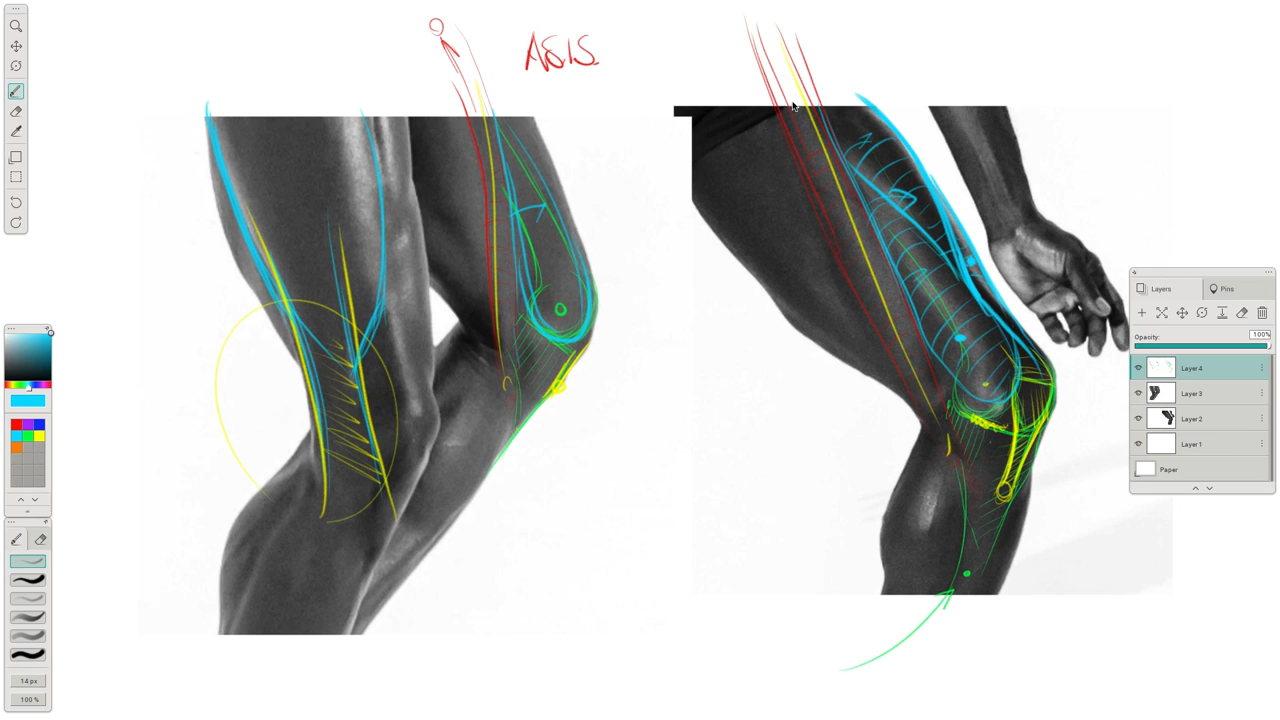 ASIS
Layers
Pins
Opacity:
100%
Layer 4
Layer 3
Layer 2
Layer 1
Paper
14 px
100 %